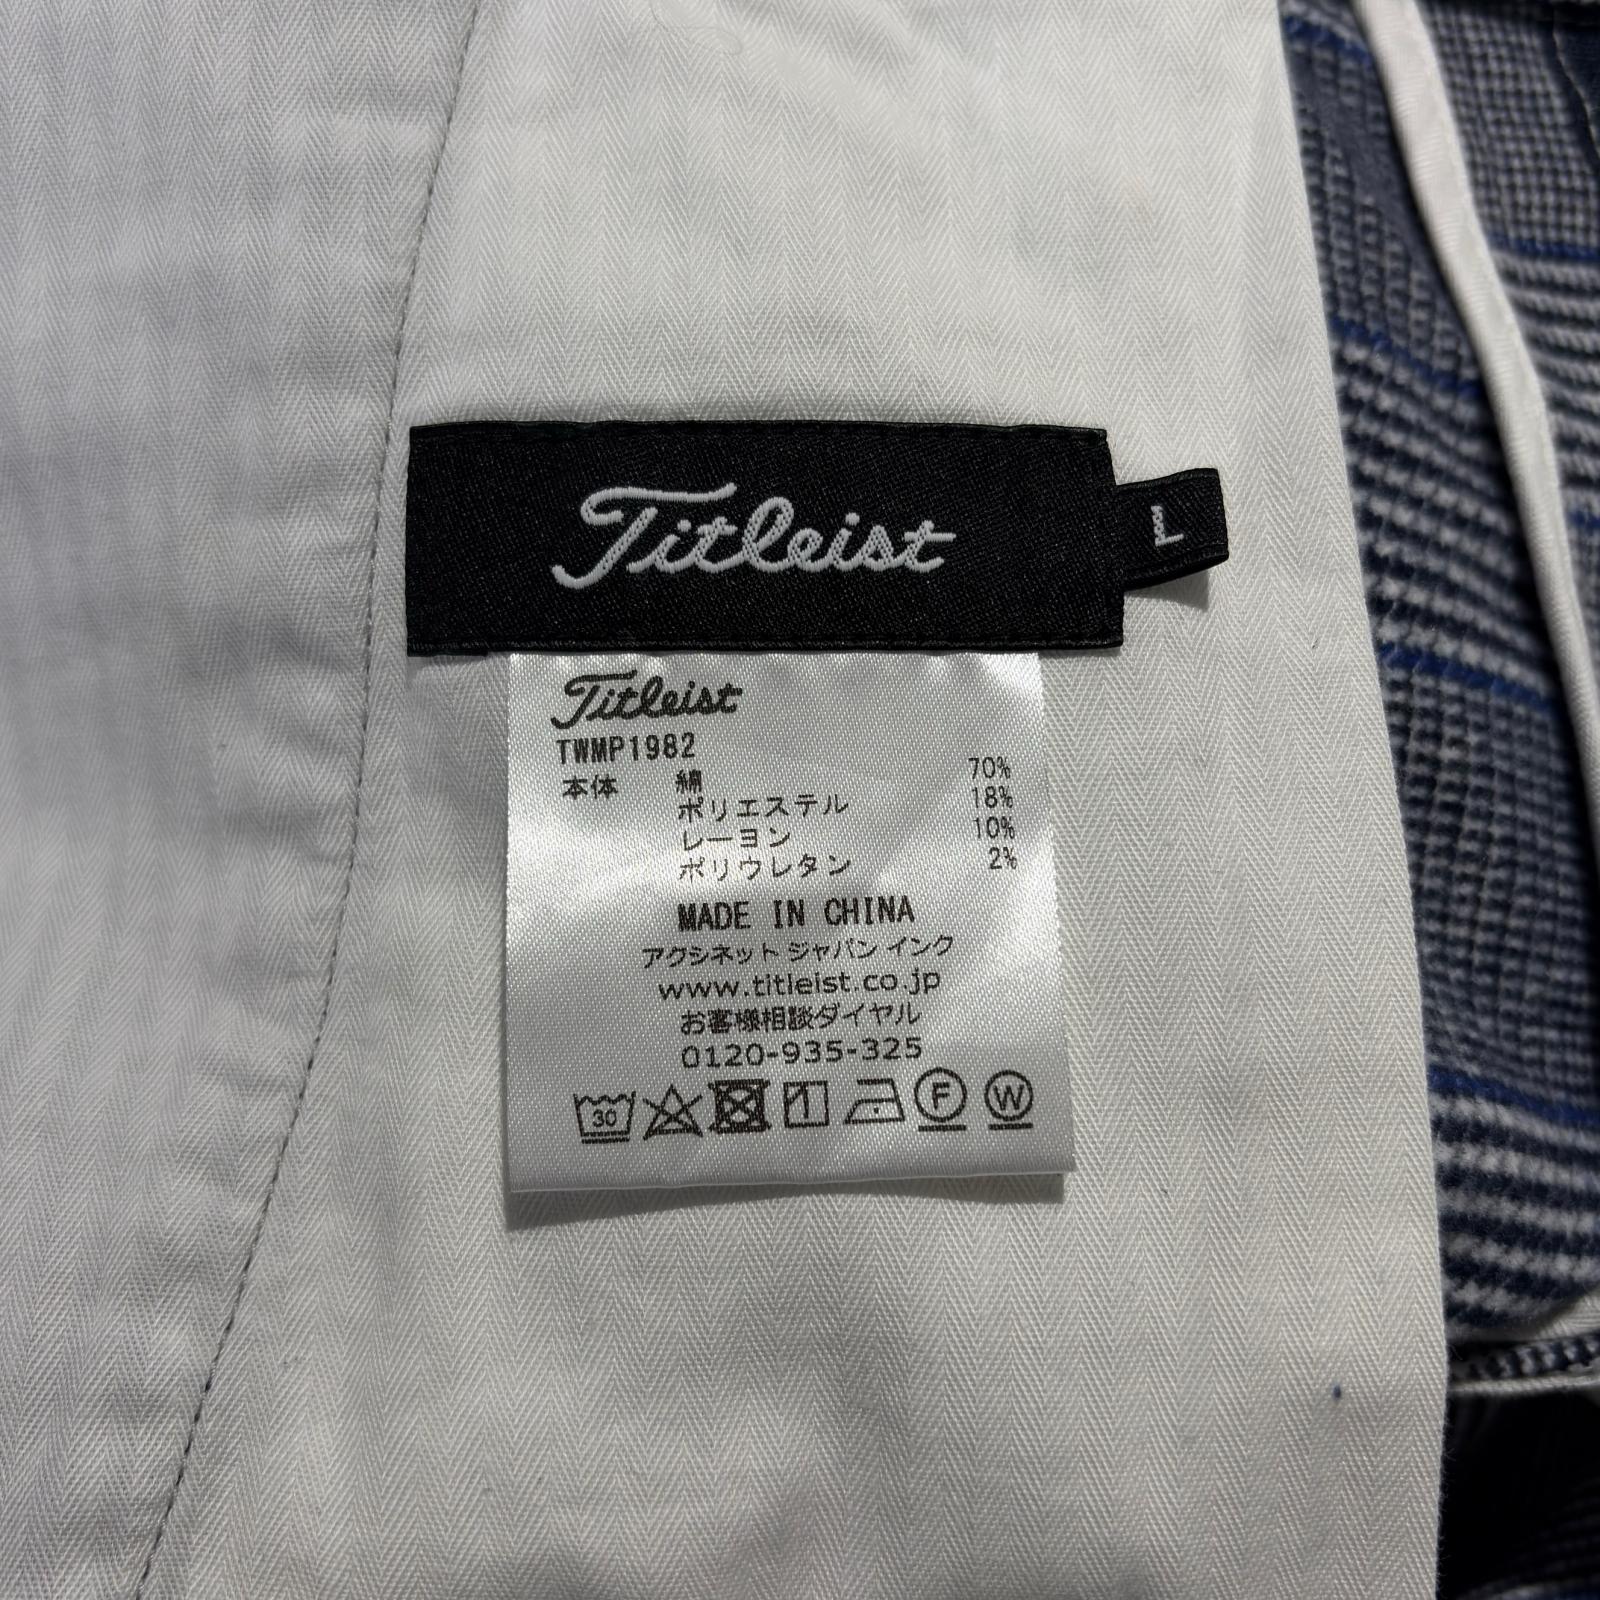 Titleist
L
Titleist
TWMP1982
本体 綿 70%
ポリエステル 18%
レーヨン 10%
ポリウレタン 2%
MADE IN CHINA
アクシネット ジャパン インク
www.titleist.co.jp
お客様相談ダイヤル
0120-935-325
30 F W